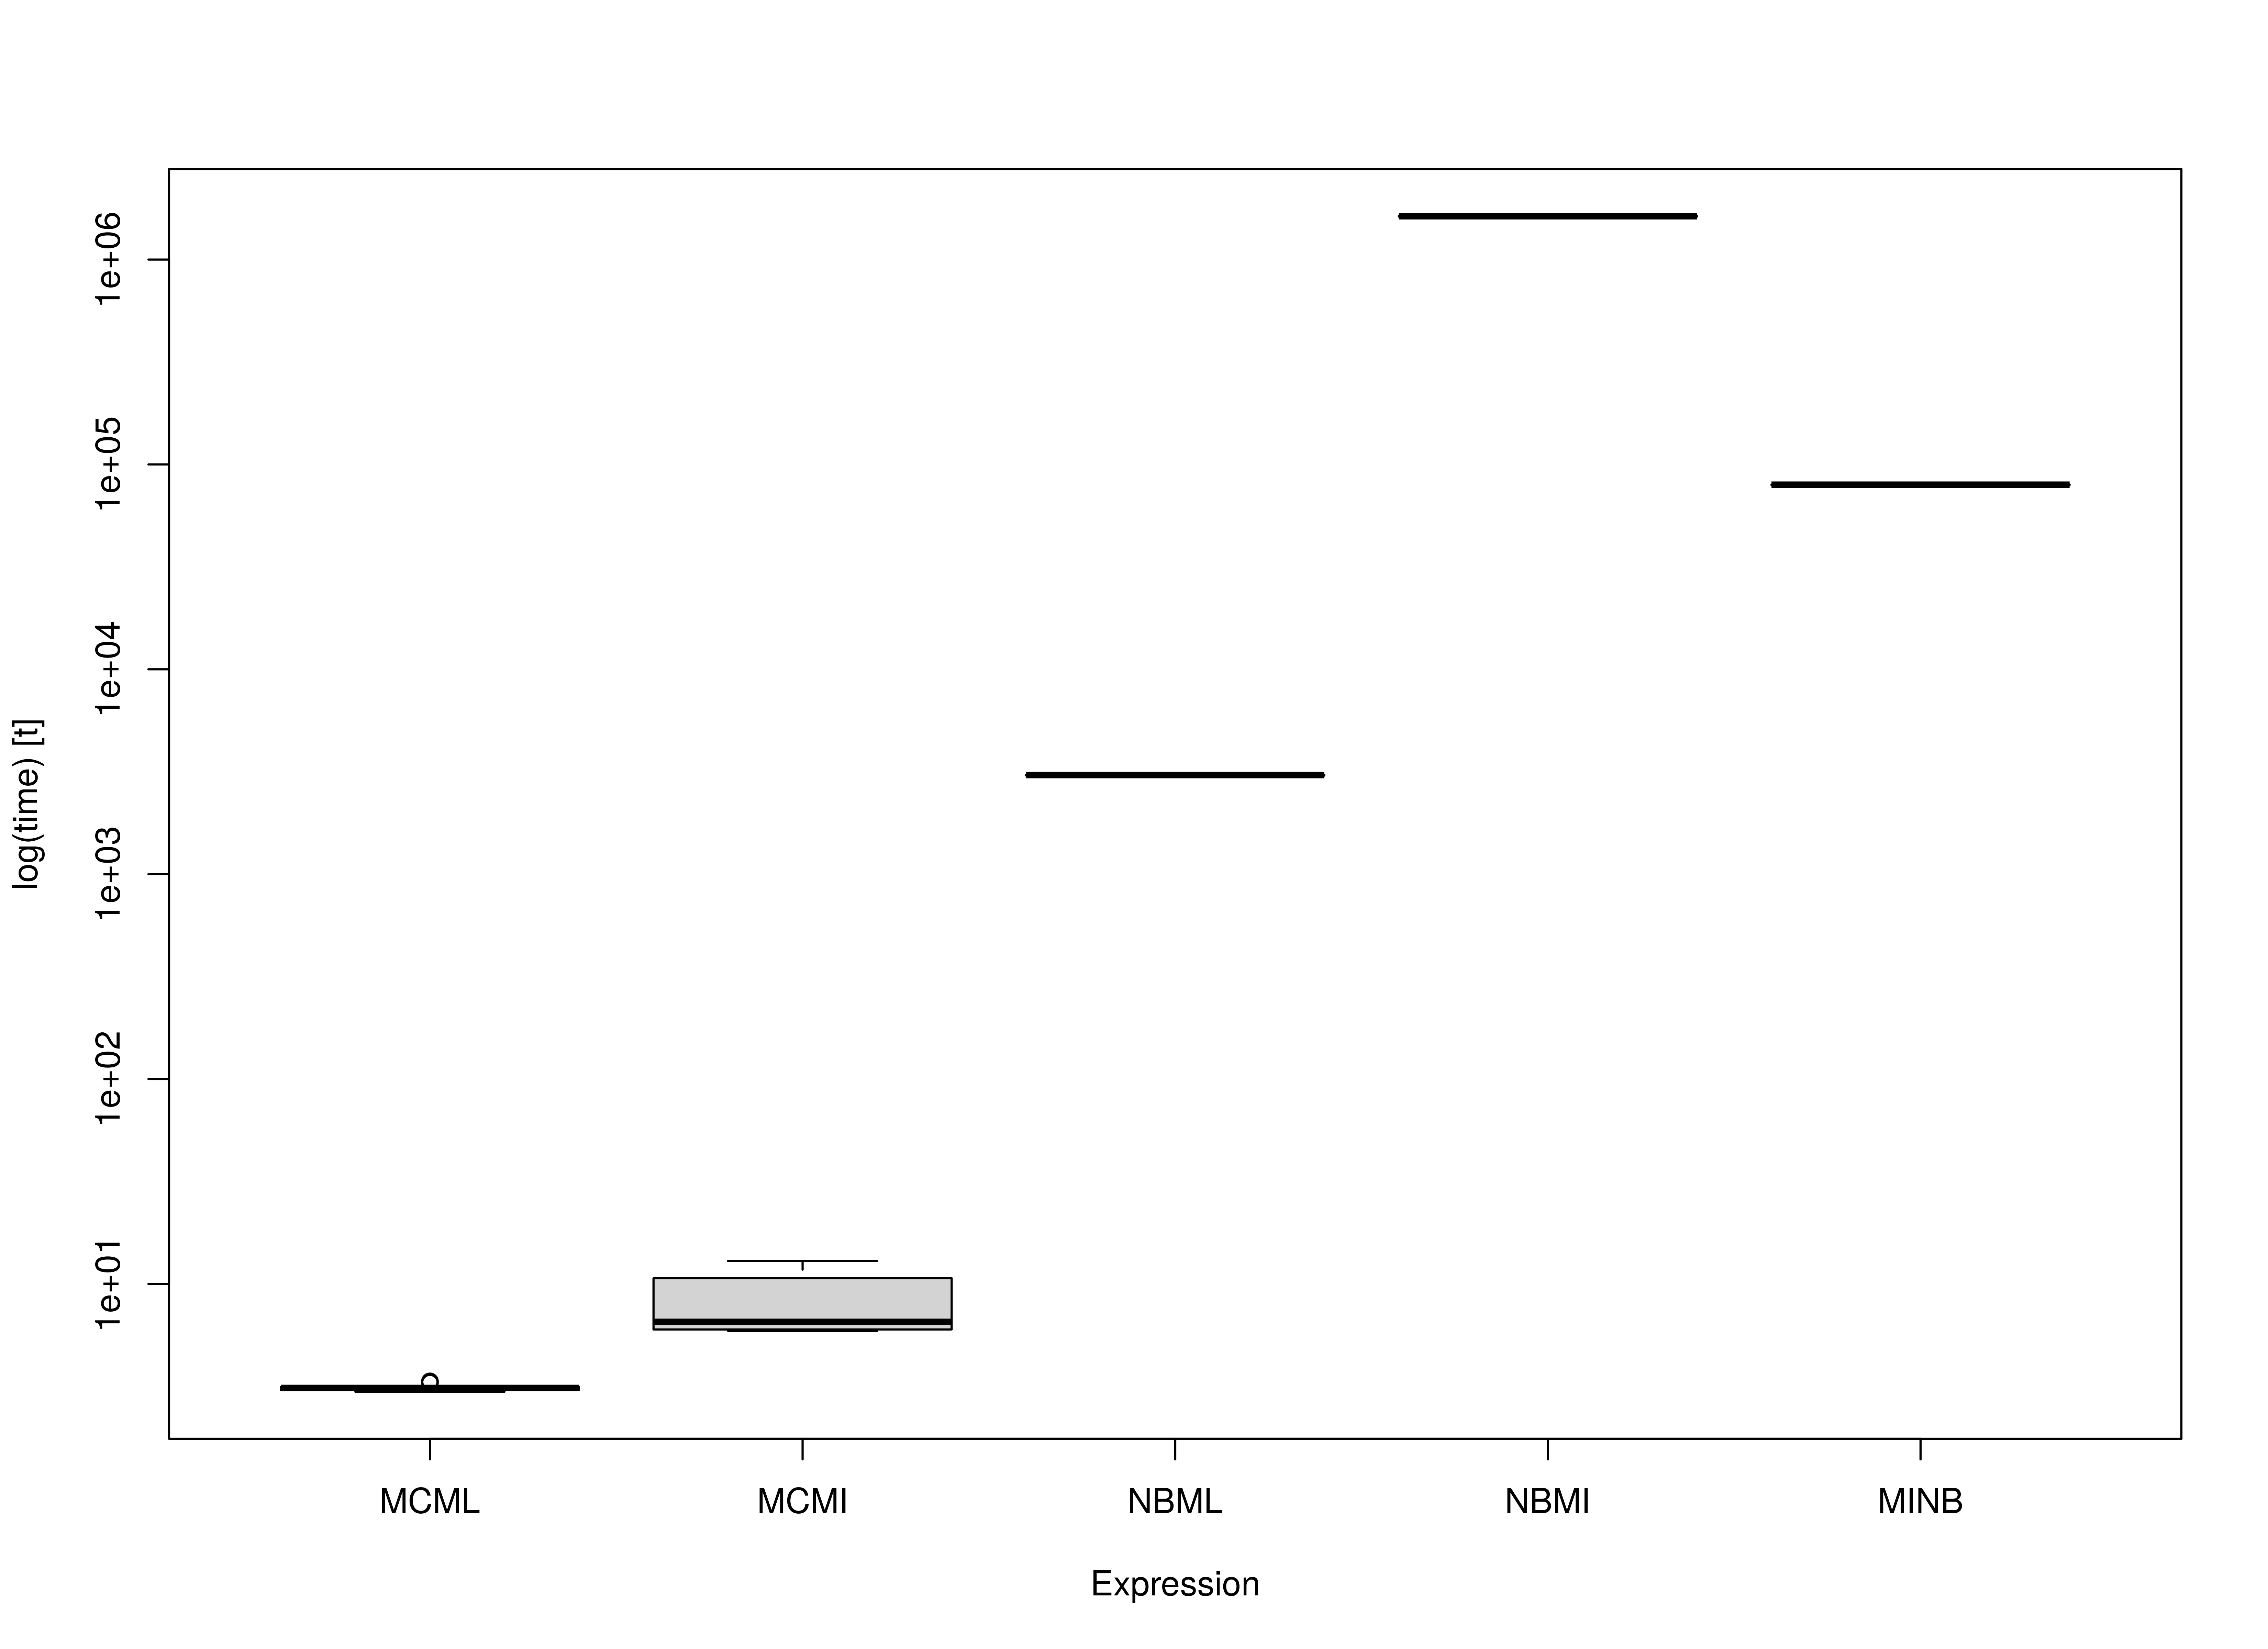 1e+06
1e+05
1e+04
1e+03
1e+02
1e+01
log(time) [t]
MCML MCMI NBML NBMI MINB
Expression